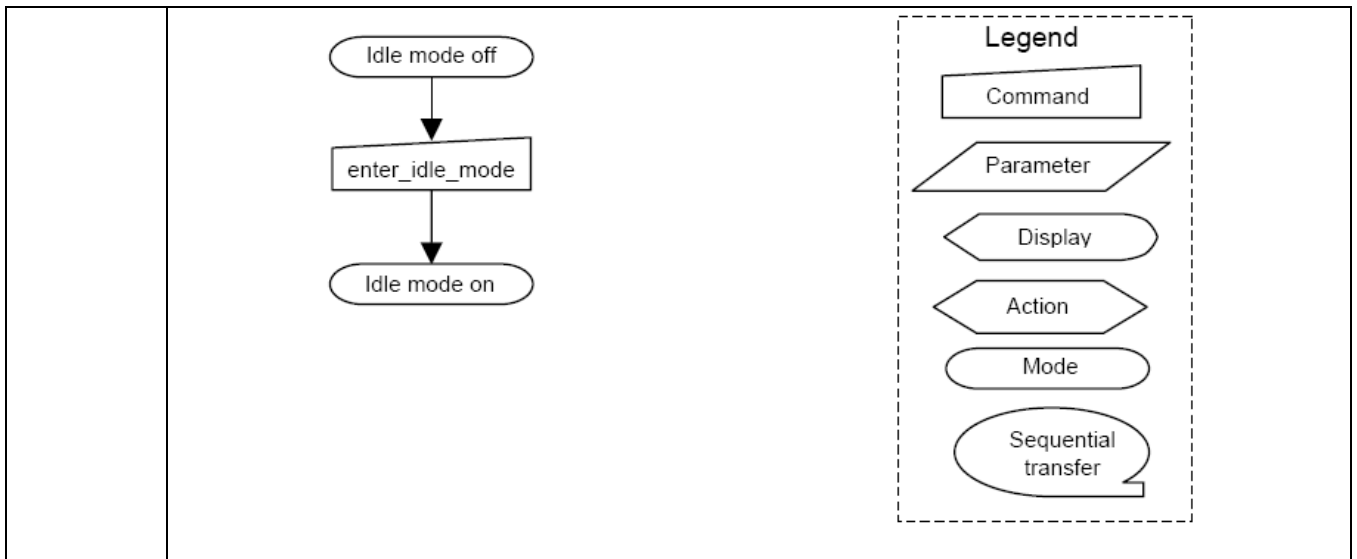 Idle mode off
enter_idle_mode
Idle mode on
Legend
Command
Parameter
Display
Action
Mode
Sequential
transfer